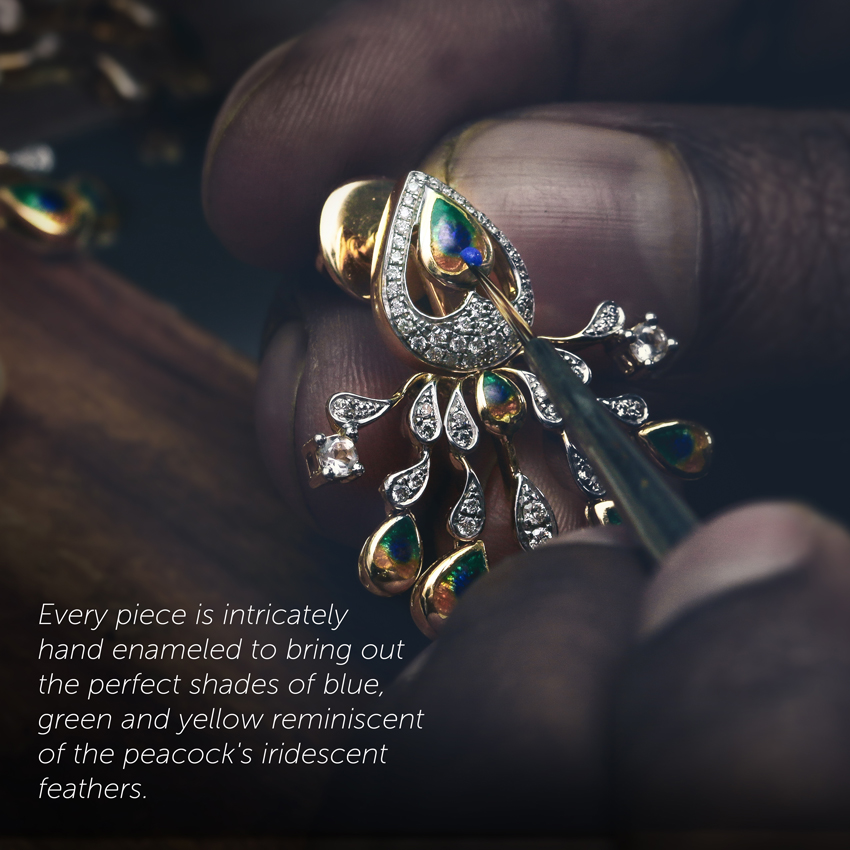 Every piece is intricately
hand enameled to bring out
the perfect shades of blue,
green and yellow reminiscent
of the peacock's iridescent
feathers.